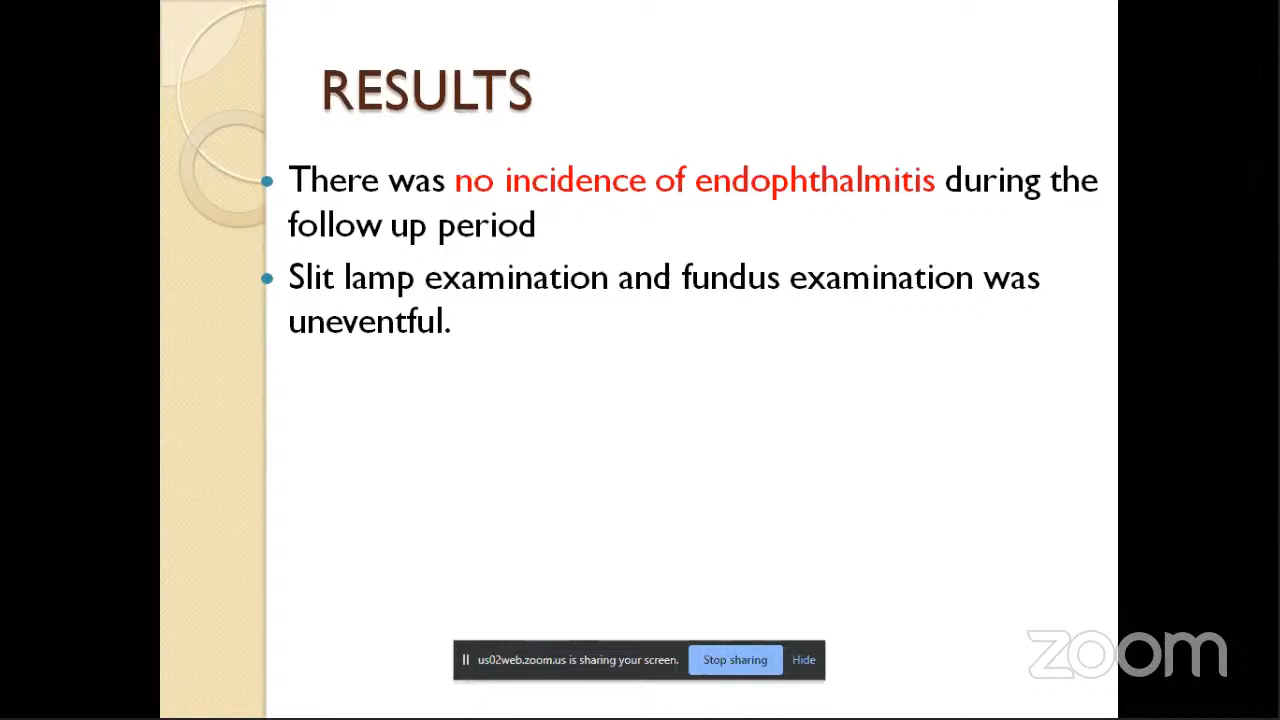 RESULTS
• There was no incidence of endophthalmitis during the
follow up period
• Slit lamp examination and fundus examination was
uneventful.
us02web.zoom.us is sharing your screen. Stop sharing Hide
zoom